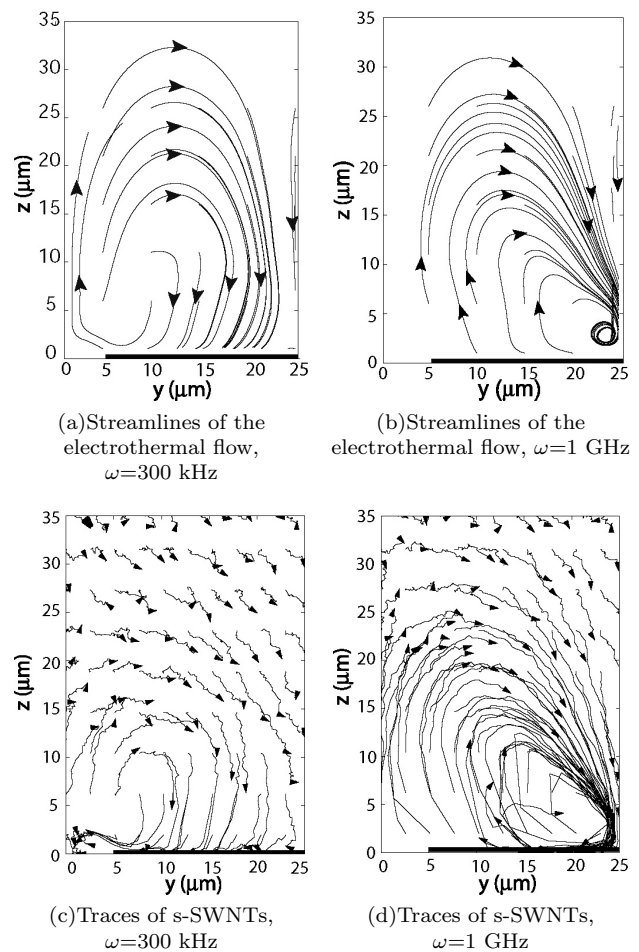 35
30
25
20
15
10
5
0
z (μm)
0 5 10 15 20 25
y (μm)
(a)Streamlines of the
electrothermal flow,
ω=300 kHz
35
30
25
20
15
10
5
0
z (μm)
0 5 10 15 20 25
y (μm)
(b)Streamlines of the
electrothermal flow, ω=1 GHz
35
30
25
20
15
10
5
0
z (μm)
0 5 10 15 20 25
y (μm)
(c)Traces of s-SWNTs,
ω=300 kHz
35
30
25
20
15
10
5
0
z (μm)
0 5 10 15 20 25
y (μm)
(d)Traces of s-SWNTs,
ω=1 GHz